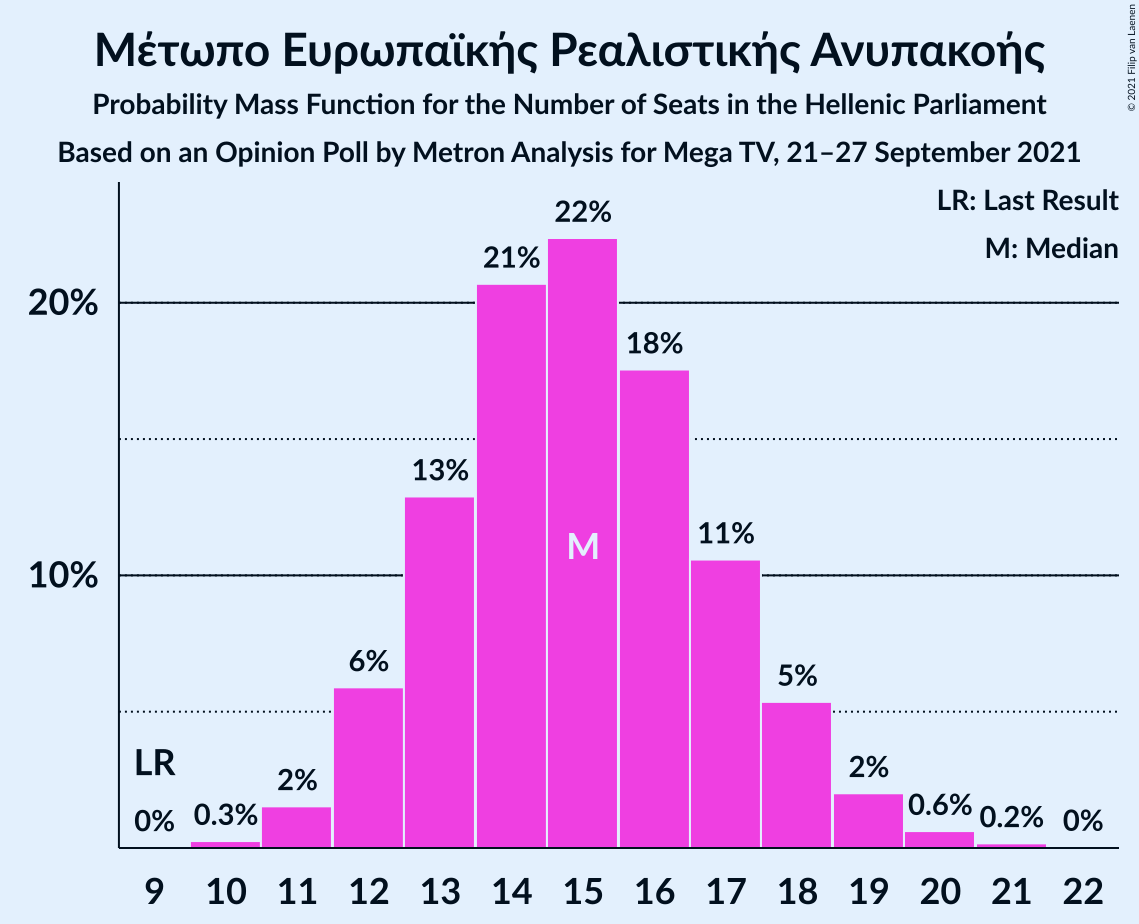 Μέτωπο Ευρωπαϊκής Ρεαλιστικής Ανυπακοής
Probability Mass Function for the Number of Seats in the Hellenic Parliament
Based on an Opinion Poll by Metron Analysis for Mega TV, 21–27 September 2021
© 2021 Filip van Laenen
LR: Last Result
M: Median
22%
21%
20%
18%
13%
11%
M
10%
6%
5%
LR
2%
2%
0%
0.3%
0.6%
0.2%
0%
9 10 11 12 13 14 15 16 17 18 19 20 21 22